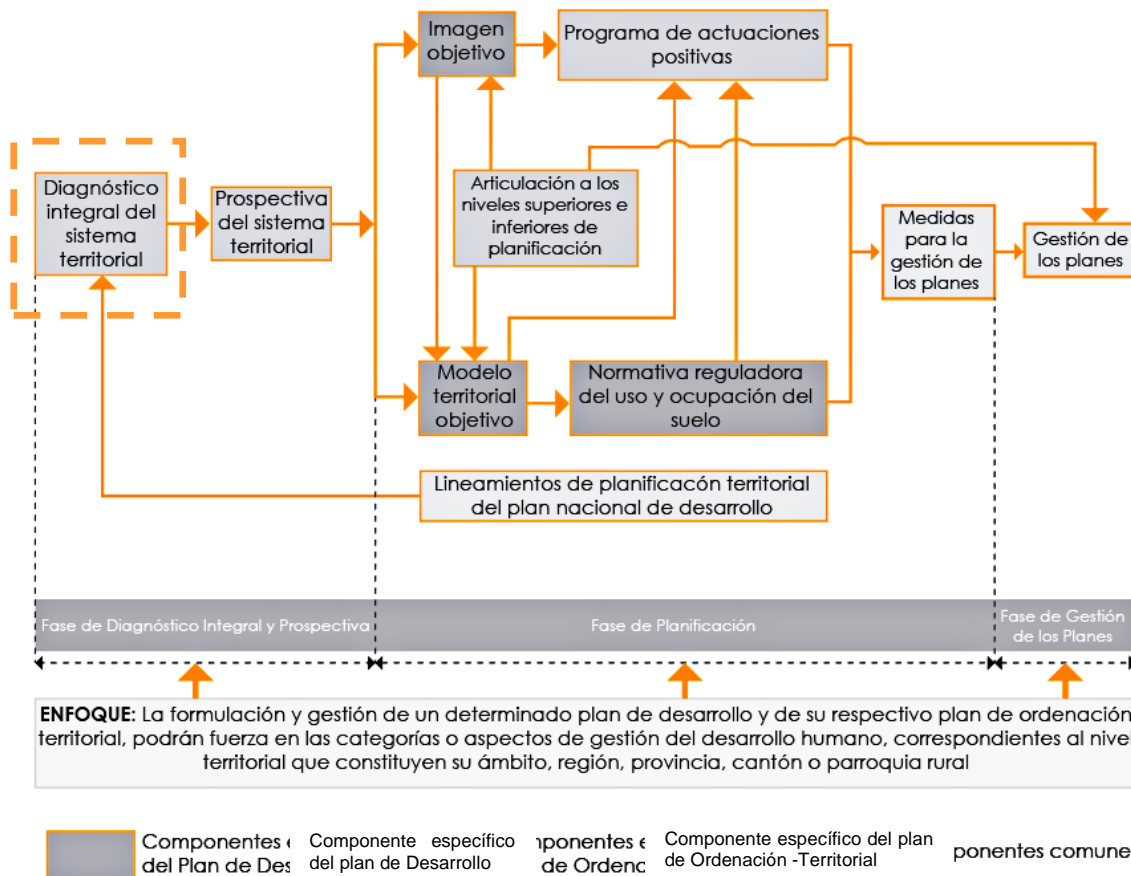 Imagen
objetivo
Programa de actuaciones
positivas
Diagnóstico
integral del
sistema
territorial
Prospectiva
del sistema
territorial
Articulación a los
niveles superiores e
inferiores de
planificación
Medidas
para la
gestión de
los planes
Gestión de
los planes
Modelo
territorial
objetivo
Normativa reguladora
del uso y ocupación del
suelo
Lineamientos de planificacón territorial
del plan nacional de desarrollo
Fase de Diagnóstico Integral y Prospectiva
Fase de Planificación
Fase de Gestión
de los Planes
ENFOQUE: La formulación y gestión de un determinado plan de desarrollo y de su respectivo plan de ordenación
territorial, podrán fuerza en las categorías o aspectos de gestión del desarrollo humano, correspondientes al nivel
territorial que constituyen su ámbito, región, provincia, cantón o parroquia rural
Componentes
del Plan de Des
Componente específico
del plan de Desarrollo
ponentes e
de Ordenc
Componente específico del plan
de Ordenación -Territorial
ponentes comune